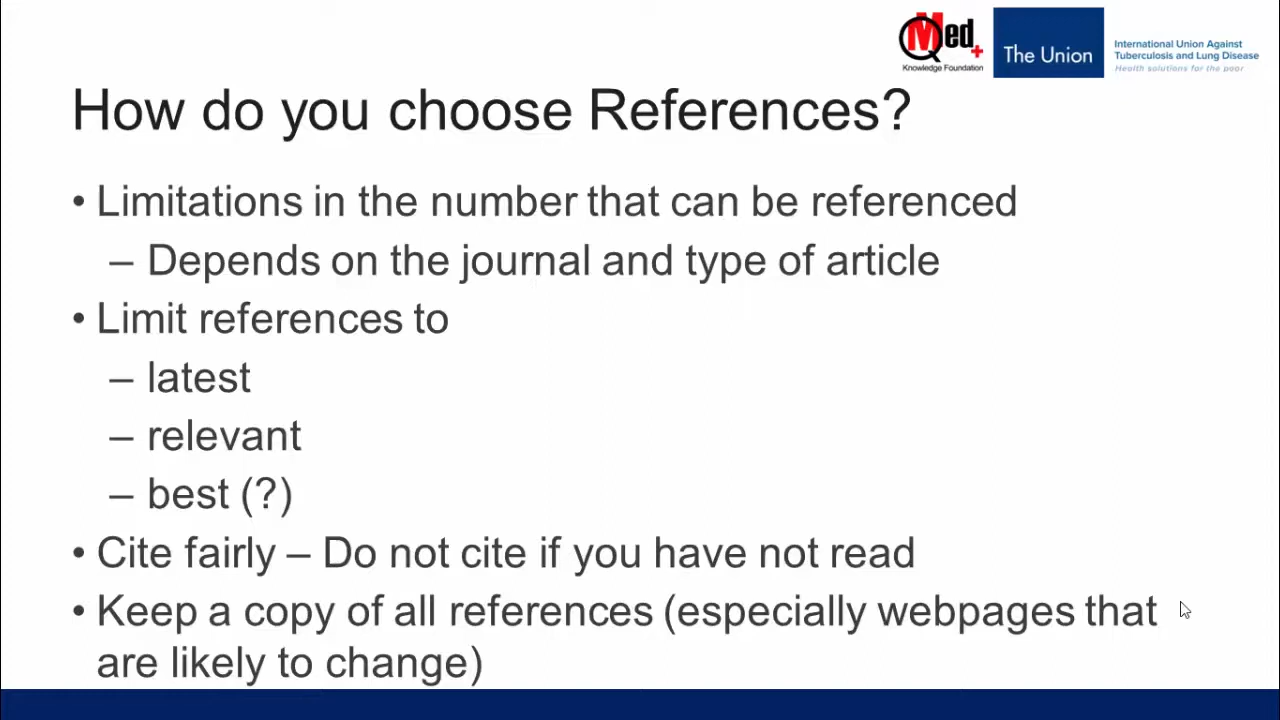 QMed+
Knowledge Foundation
The Union
International Union Against
Tuberculosis and Lung Disease
Health solutions for the poor
How do you choose References?
• Limitations in the number that can be referenced
– Depends on the journal and type of article
• Limit references to
– latest
– relevant
– best (?)
• Cite fairly – Do not cite if you have not read
• Keep a copy of all references (especially webpages that
are likely to change)